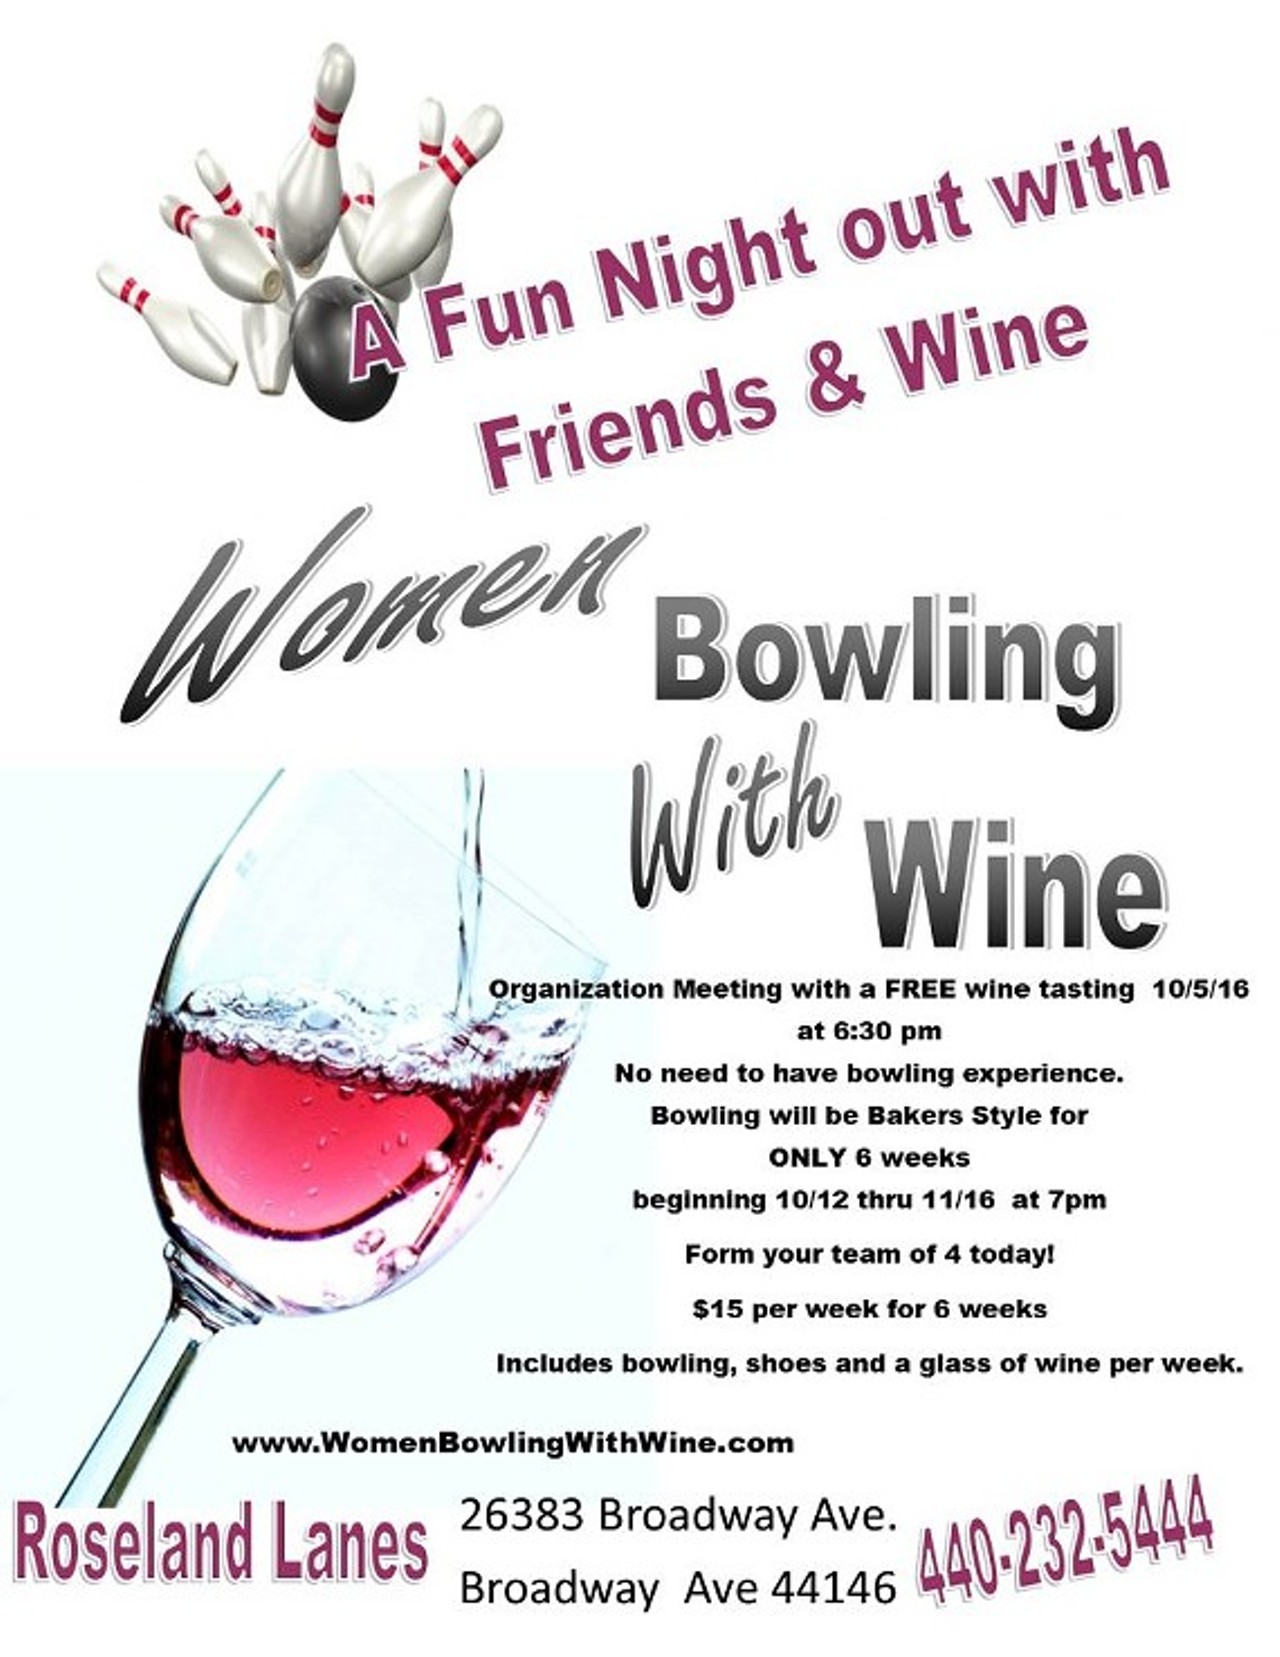 A Fun Night out with
Friends & Wine
Women
Bowling
With
Wine
Organization Meeting with a FREE wine tasting 10/5/16
at 6:30 pm
No need to have bowling experience.
Bowling will be Bakers Style for
ONLY 6 weeks
beginning 10/12 thru 11/16 at 7pm
Form your team of 4 today!
$15 per week for 6 weeks
Includes bowling, shoes and a glass of wine per week.
www.WomenBowlingWithWine.com
Roseland Lanes
26383 Broadway Ave.
Broadway Ave 44146
440-232-5444